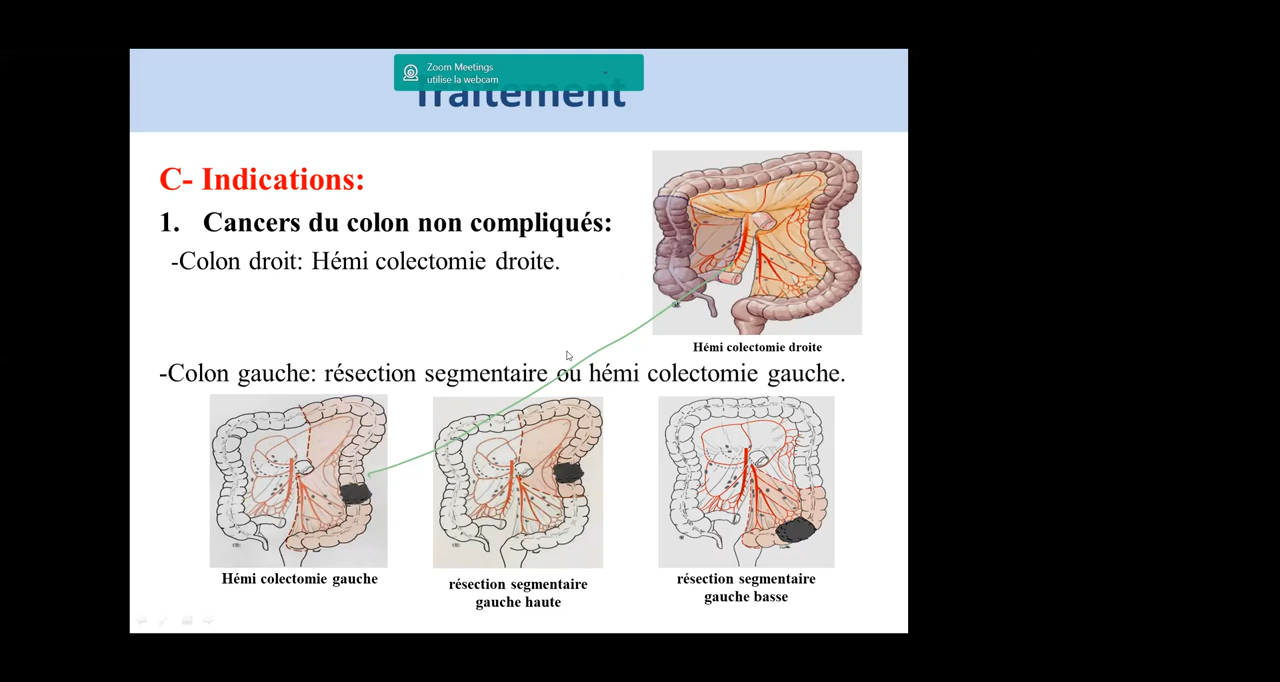 Zoom Meetings
utilise la webcam
Traitement
C- Indications:
1. Cancers du colon non compliqués:
-Colon droit: Hémi colectomie droite.
Hémi colectomie droite
-Colon gauche: résection segmentaire ou hémi colectomie gauche.
Hémi colectomie gauche
résection segmentaire
gauche haute
résection segmentaire
gauche basse